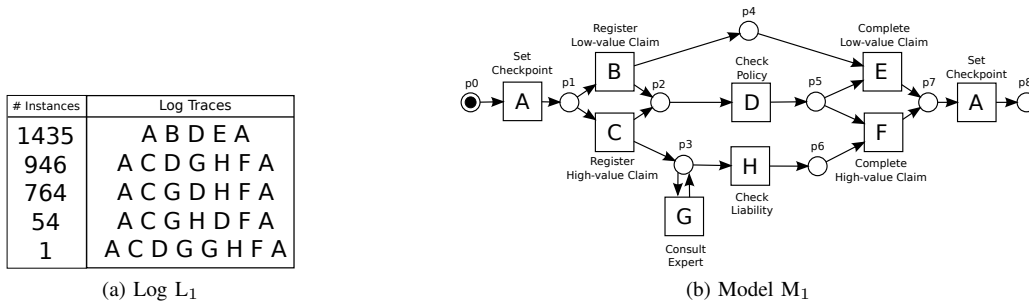 # Instances Log Traces
1435 A B D E A
946 A C D G H F A
764 A C G D H F A
54 A C G H D F A
1 A C D G G H F A
(a) Log L1
p4
Register
Low-value Claim
Complete
Low-value Claim
Set
Checkpoint
Check
Policy
Set
Checkpoint
B
E
p0
p1
p2
p5
p7
p8
A
D
A
C
F
p3
p6
H
Register
High-value Claim
Complete
High-value Claim
Check
Liability
G
Consult
Expert
(b) Model M1